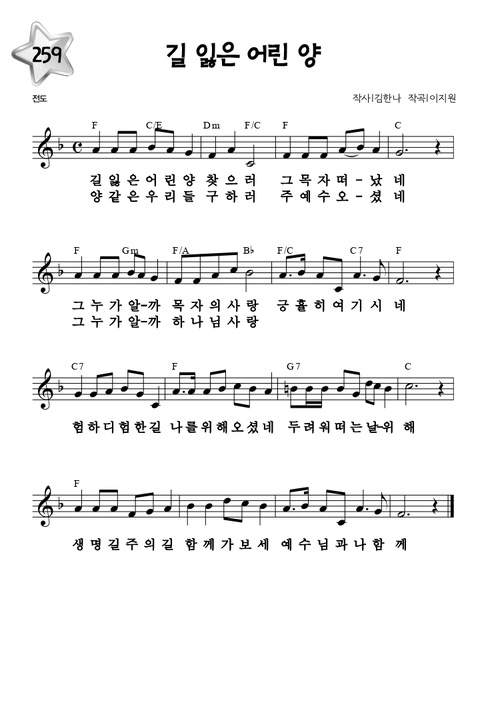 259
길 잃은 어린 양
전도
작사|김한나 작곡|이지원
F C/E Dm F/C F C
길 잃 은 어 린 양 찾 으 러 그 목 자 떠 - 났 네
양 같 은 우 리 들 구 하 러 주 예 수 오 - 셨 네
F Gm F/A B♭ F/C C7 F
그 누 가 알-까 목 자 의 사 랑 긍 휼 히 여 기 시 네
그 누 가 알-까 하 나 님 사 랑
C7 F G7 C
험하디험한길 나를위해오셨네 두려워떠는날-위 해
F
생 명 길 주 의 길 함 께 가 보 세 예 수 님 과 나 함 께